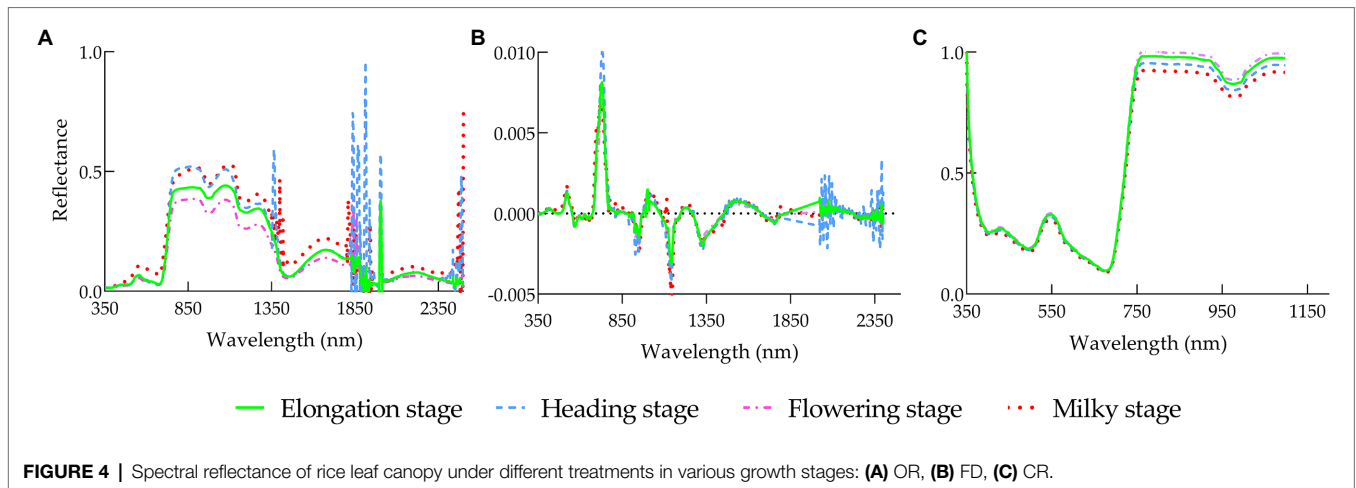 A
B
C
1.0
0.5
0.0
Reflectance
350
850
1350
1850
2350
Wavelength (nm)
0.010
0.005
0.000
-0.005
350
850
1350
1850
2350
Wavelength (nm)
1.0
0.0
350
550
750
950
1150
Wavelength (nm)
Elongation stage
Heading stage
Flowering stage
Milky stage
FIGURE 4 | Spectral reflectance of rice leaf canopy under different treatments in various growth stages: (A) OR, (B) FD, (C) CR.